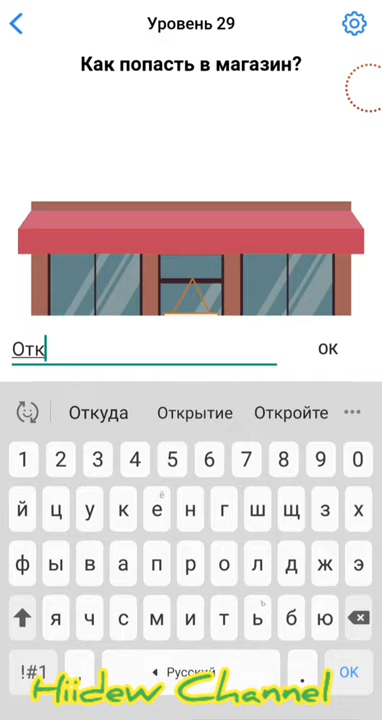 Уровень 29
Как попасть в магазин?
Отк
ОК
Откуда Открытие Откройте
1 2 3 4 5 6 7 8 9 0
й ц у к е ё н г ш щ з х
ф ы в а п р о л д ж э
я ч с м и т ь ъ б ю
!#1 , Русский . ОК
Hiidew Channel